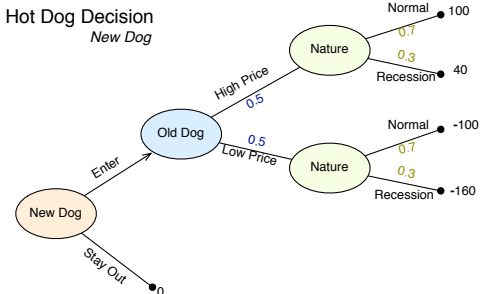 Hot Dog Decision
New Dog
Normal
100
0.7
Nature
0.3
40
Recession
High Price
0.5
Old Dog
0.5
Low Price
Normal
-100
0.7
Nature
0.3
-160
Recession
Enter
New Dog
Stay Out
0